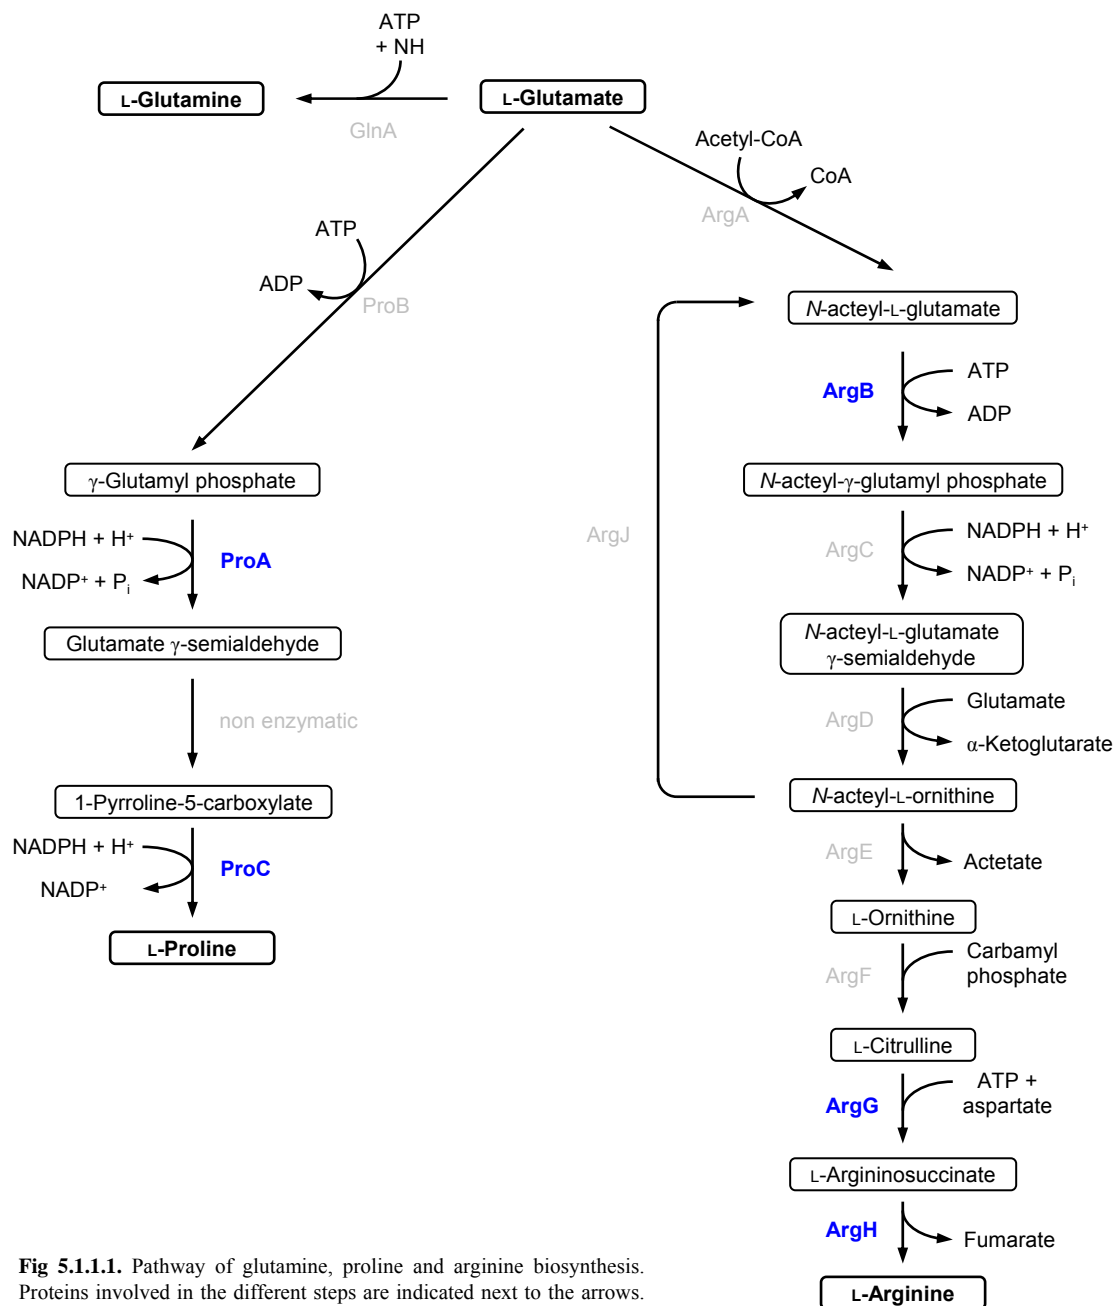 ATP
+ NH
L-Glutamine
L-Glutamate
GlnA
Acetyl-CoA
CoA
ArgA
ATP
ADP
ProB
N-acteyl-L-glutamate
ArgB
ATP
ADP
γ-Glutamyl phosphate
N-acteyl-γ-glutamyl phosphate
NADPH + H⁺
ProA
NADP⁺ + Pᵢ
ArgJ
ArgC
NADPH + H⁺
NADP⁺ + Pᵢ
Glutamate γ-semialdehyde
N-acteyl-L-glutamate
γ-semialdehyde
non enzymatic
ArgD
Glutamate
α-Ketoglutarate
1-Pyrroline-5-carboxylate
N-acteyl-L-ornithine
NADPH + H⁺
ProC
NADP⁺
ArgE
Actetate
L-Proline
L-Ornithine
ArgF
Carbamyl
phosphate
L-Citrulline
ArgG
ATP +
aspartate
L-Argininosuccinate
ArgH
Fumarate
L-Arginine
Fig 5.1.1.1. Pathway of glutamine, proline and arginine biosynthesis.
Proteins involved in the different steps are indicated next to the arrows.